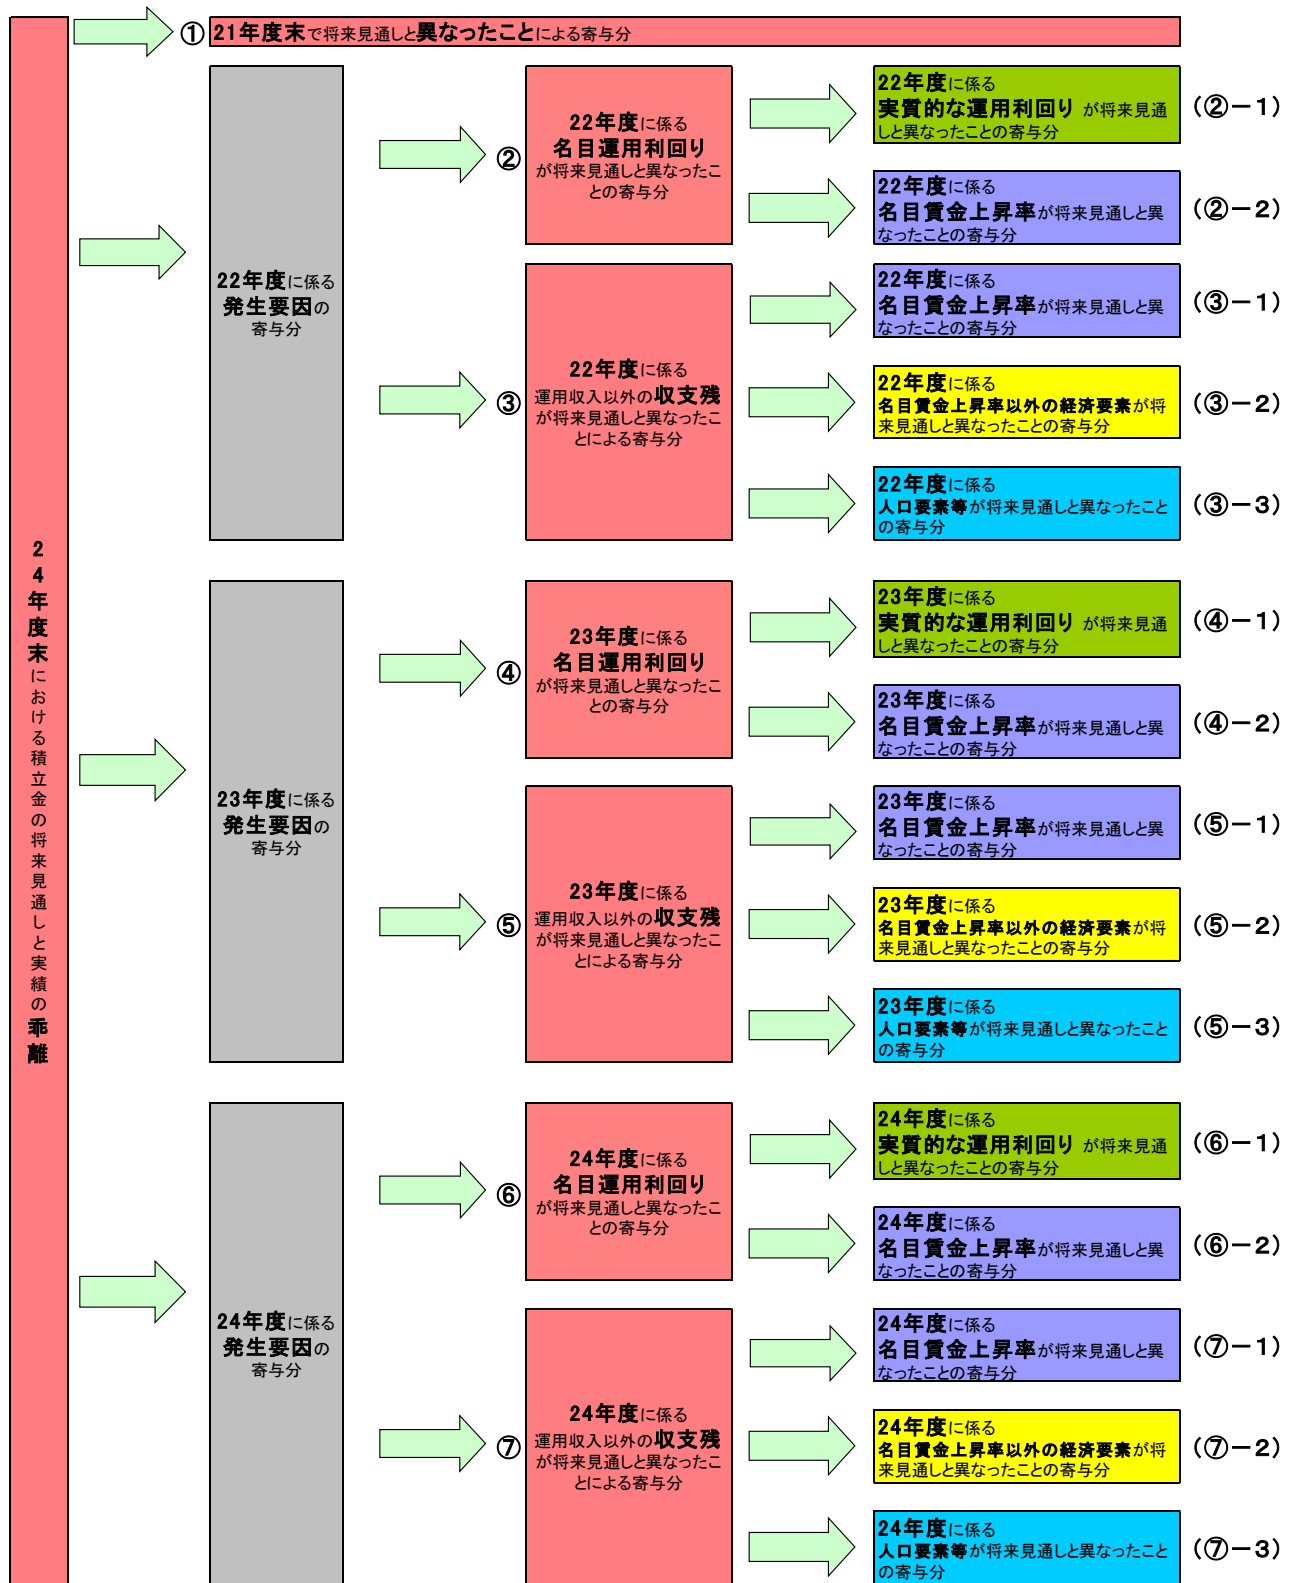 24年度末における積立金の将来見通しと実績の乖離
① 21年度末で将来見通しと異なったことによる寄与分
22年度に係る
発生要因の
寄与分
②
22年度に係る
名目運用利回り
が将来見通しと異なったこ
との寄与分
22年度に係る
実質的な運用利回り が将来見通
しと異なったことの寄与分
(②－1)
22年度に係る
名目賃金上昇率が将来見通しと異
なったことの寄与分
(②－2)
③
22年度に係る
運用収入以外の収支残
が将来見通しと異なったこ
とによる寄与分
22年度に係る
名目賃金上昇率が将来見通しと異
なったことの寄与分
(③－1)
22年度に係る
名目賃金上昇率以外の経済要素が将
来見通しと異なったことの寄与分
(③－2)
22年度に係る
人口要素等が将来見通しと異なったこと
の寄与分
(③－3)
23年度に係る
発生要因の
寄与分
④
23年度に係る
名目運用利回り
が将来見通しと異なったこ
との寄与分
23年度に係る
実質的な運用利回り が将来見通
しと異なったことの寄与分
(④－1)
23年度に係る
名目賃金上昇率が将来見通しと異
なったことの寄与分
(④－2)
⑤
23年度に係る
運用収入以外の収支残
が将来見通しと異なったこ
とによる寄与分
23年度に係る
名目賃金上昇率が将来見通しと異
なったことの寄与分
(⑤－1)
23年度に係る
名目賃金上昇率以外の経済要素が将
来見通しと異なったことの寄与分
(⑤－2)
23年度に係る
人口要素等が将来見通しと異なったこと
の寄与分
(⑤－3)
24年度に係る
発生要因の
寄与分
⑥
24年度に係る
名目運用利回り
が将来見通しと異なったこ
との寄与分
24年度に係る
実質的な運用利回り が将来見通
しと異なったことの寄与分
(⑥－1)
24年度に係る
名目賃金上昇率が将来見通しと異
なったことの寄与分
(⑥－2)
⑦
24年度に係る
運用収入以外の収支残
が将来見通しと異なったこ
とによる寄与分
24年度に係る
名目賃金上昇率が将来見通しと異
なったことの寄与分
(⑦－1)
24年度に係る
名目賃金上昇率以外の経済要素が将
来見通しと異なったことの寄与分
(⑦－2)
24年度に係る
人口要素等が将来見通しと異なったこと
の寄与分
(⑦－3)